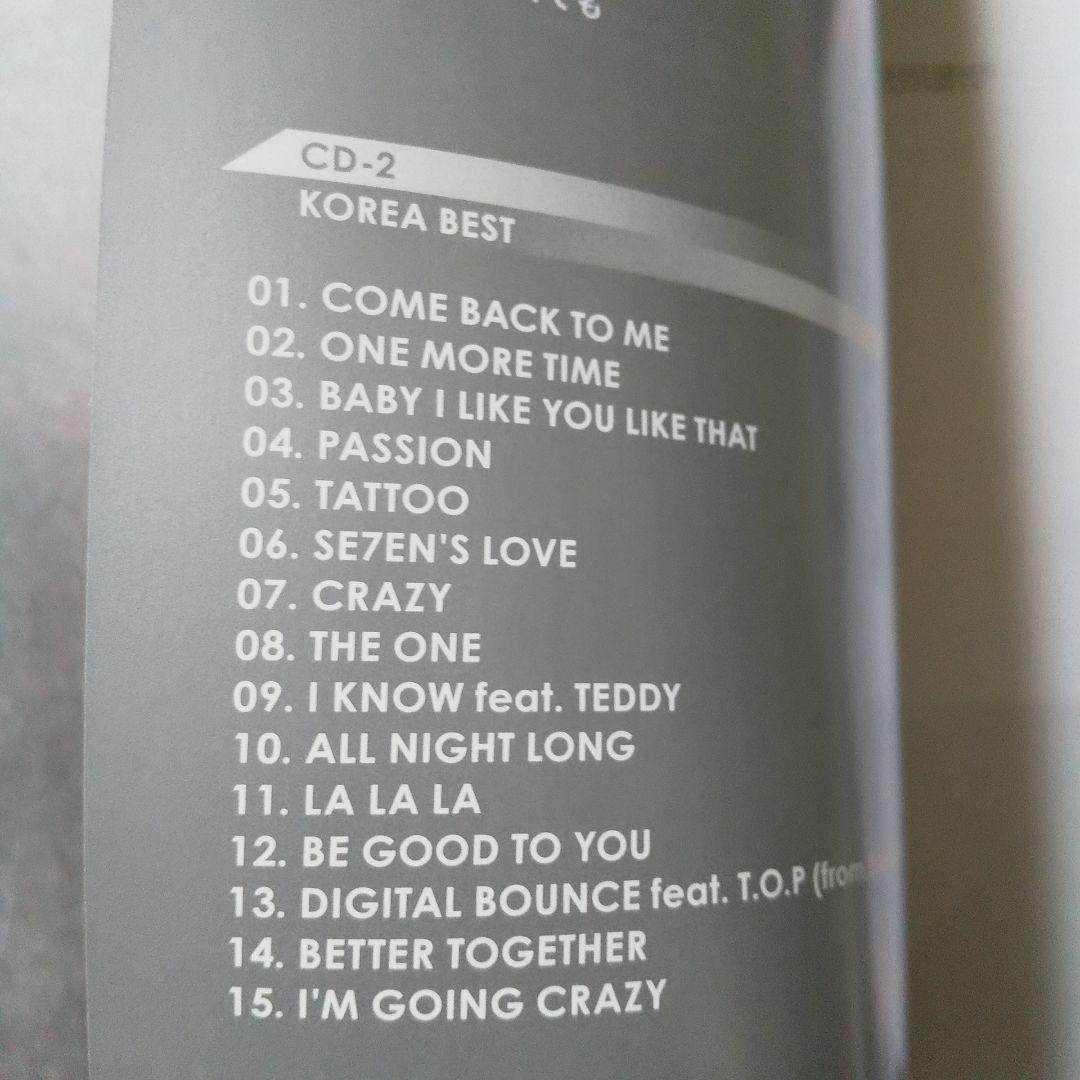 ても
CD-2
KOREA BEST
01. COME BACK TO ME
02. ONE MORE TIME
03. BABY I LIKE YOU LIKE THAT
04. PASSION
05. TATTOO
06. SE7EN'S LOVE
07. CRAZY
08. THE ONE
09. I KNOW feat. TEDDY
10. ALL NIGHT LONG
11. LA LA LA
12. BE GOOD TO YOU
13. DIGITAL BOUNCE feat. T.O.P (from
14. BETTER TOGETHER
15. I'M GOING CRAZY